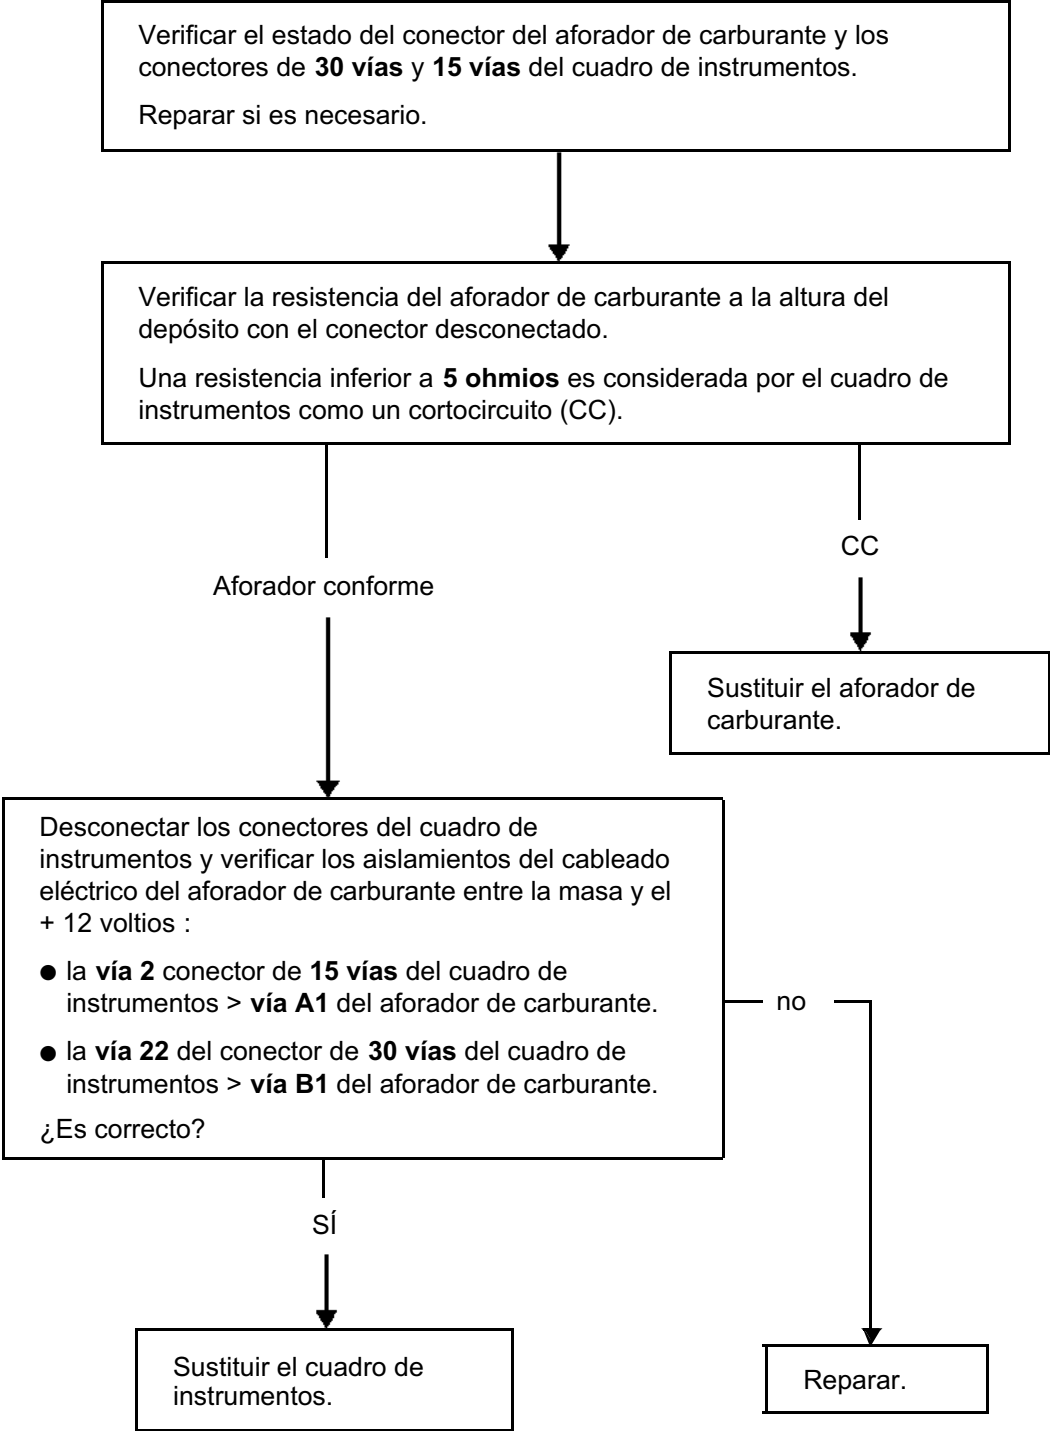 Verificar el estado del conector del aforador de carburante y los
conectores de 30 vías y 15 vías del cuadro de instrumentos.
Reparar si es necesario.
Verificar la resistencia del aforador de carburante a la altura del
depósito con el conector desconectado.
Una resistencia inferior a 5 ohmios es considerada por el cuadro de
instrumentos como un cortocircuito (CC).
CC
Aforador conforme
Sustituir el aforador de
carburante.
Desconectar los conectores del cuadro de
instrumentos y verificar los aislamientos del cableado
eléctrico del aforador de carburante entre la masa y el
+ 12 voltios :
● la vía 2 conector de 15 vías del cuadro de
instrumentos > vía A1 del aforador de carburante.
● la vía 22 del conector de 30 vías del cuadro de
instrumentos > vía B1 del aforador de carburante.
¿Es correcto?
no
SÍ
Sustituir el cuadro de
instrumentos.
Reparar.